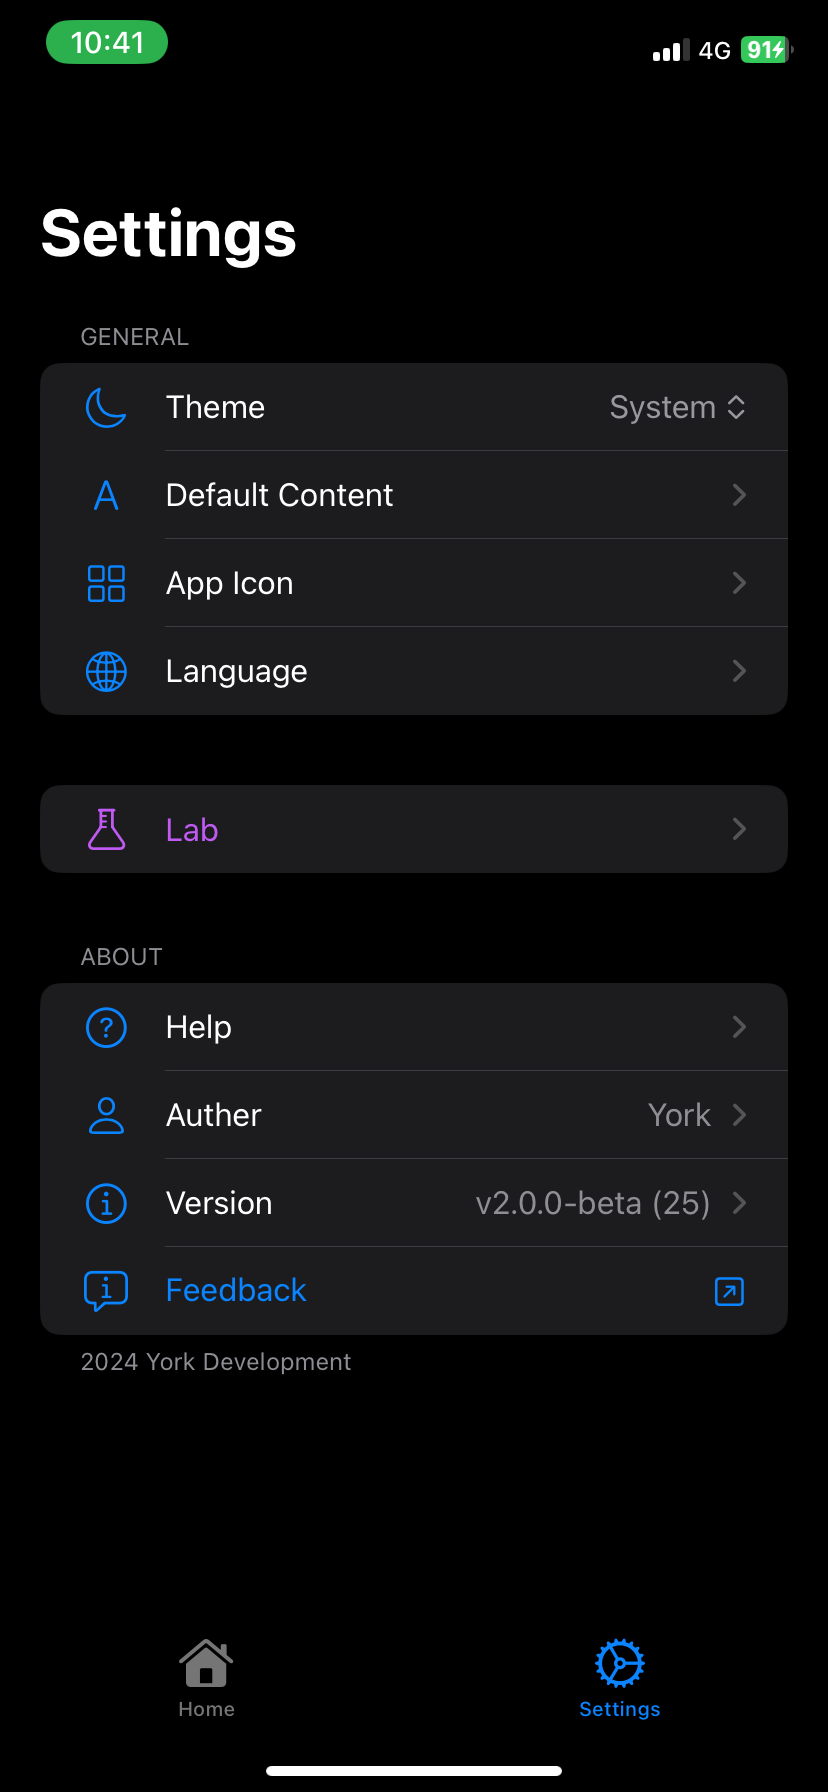 10:41
4G 91
Settings
GENERAL
Theme System
Default Content
App Icon
Language
Lab
ABOUT
Help
Auther York
Version v2.0.0-beta (25)
Feedback
2024 York Development
Home Settings